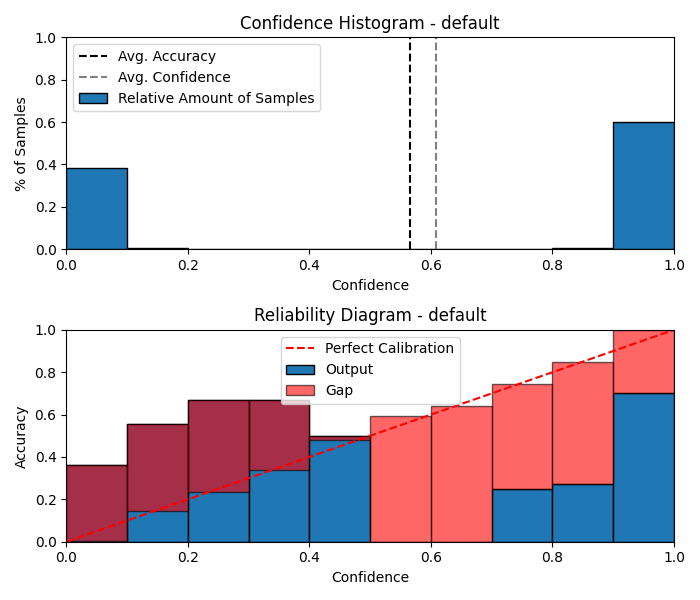 Confidence Histogram - default
1.0
0.8
0.6
0.4
0.2
0.0
% of Samples
Avg. Accuracy
Avg. Confidence
Relative Amount of Samples
0.0 0.2 0.4 0.6 0.8 1.0
Confidence
Reliability Diagram - default
1.0
0.8
0.6
0.4
0.2
0.0
Accuracy
Perfect Calibration
Output
Gap
0.0 0.2 0.4 0.6 0.8 1.0
Confidence